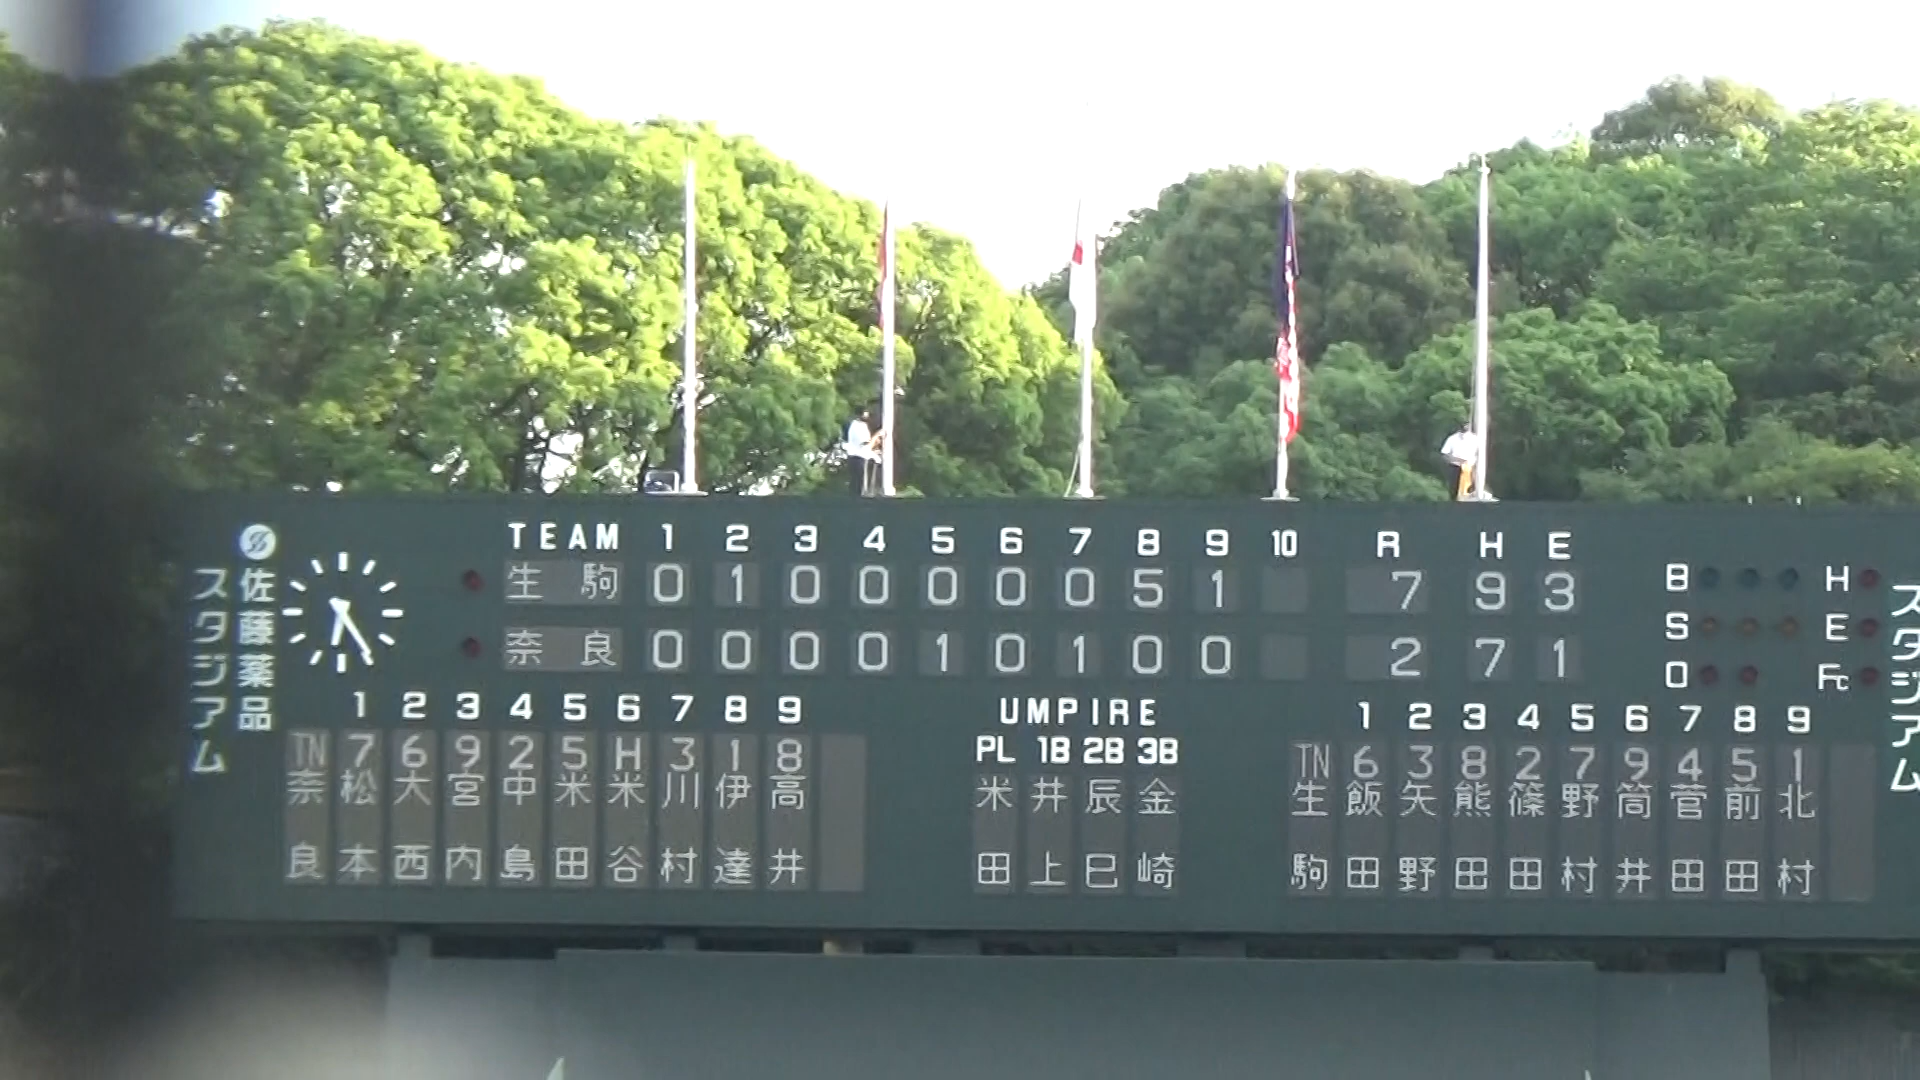 TEAM 1 2 3 4 5 6 7 8 9 10 R H E
生駒 0 1 0 0 0 0 0 5 1 7 9 3
奈良 0 0 0 0 1 0 1 0 0 2 7 1
佐藤薬品
スタジアム
B H
S E
O Fc
スタジアム
1 2 3 4 5 6 7 8 9
TN 7 6 9 2 5 H 3 1 8
奈良 松本 大西 宮内 中島 米田 米谷 川村 伊達 高井
UMPIRE
PL 1B 2B 3B
米田 井上 辰巳 金崎
1 2 3 4 5 6 7 8 9
TN 6 3 8 2 7 9 4 5 1
生駒 飯田 矢野 熊田 篠田 野村 筒井 菅田 前田 北村